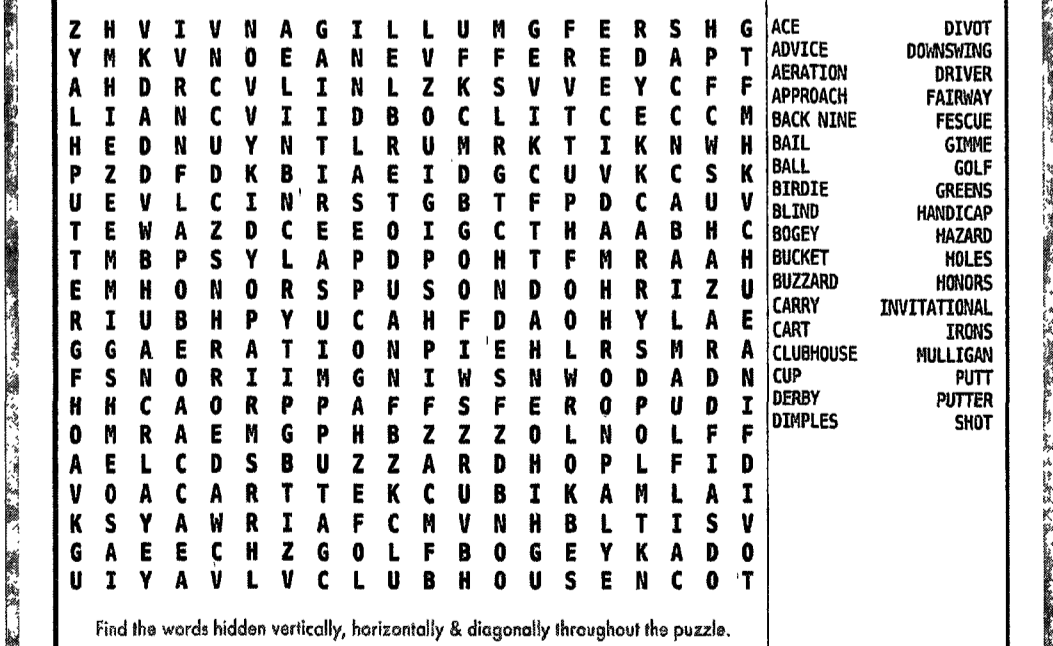 Z H V I V N A G I L L U M G F E R S H G
Y M K V N O E A N E V F F E R E D A P T
A H D R C V L I N L Z K S V V E Y C F F
L I A N C V I I D B O C L I T C E C C M
H E D N U Y N T L R U M R K T I K N W H
P Z D F D K B I A E I D G C U V K C S K
U E V L C I N R S T G B T F P D C A U V
T E W A Z D C E E O I G C T H A A B H C
T M B P S Y L A P D P O H T F M R A A H
E M H O N O R S P U S O N D O H R I Z U
R I U B H P Y U C A H F D A O H Y L A E
G G A E R A T I O N P I E H L R S M R A
F S N O R I I M G N I W S N W O D A D N
H H C A O R P P A F F S F E R O P U D I
O M R A E M G P H B Z Z Z O L N O L F F
A E L C D S B U Z Z A R D H O P L F I D
V O A C A R T T E K C U B I K A M L A I
K S Y A W R I A F C M V N H B L T I S V
G A E E C H Z G O L F B O G E Y K A D O
U I Y A V L V C L U B H O U S E N C O T
Find the words hidden vertically, horizontally & diagonally throughout the puzzle.
ACE
ADVICE
AERATION
APPROACH
BACK NINE
BAIL
BALL
BIRDIE
BLIND
BOGEY
BUCKET
BUZZARD
CARRY
CART
CLUBHOUSE
CUP
DERBY
DIMPLES
DIVOT
DOWNSWING
DRIVER
FAIRWAY
FESCUE
GIMME
GOLF
GREENS
HANDICAP
HAZARD
HOLES
HONORS
INVITATIONAL
IRONS
MULLIGAN
PUTT
PUTTER
SHOT